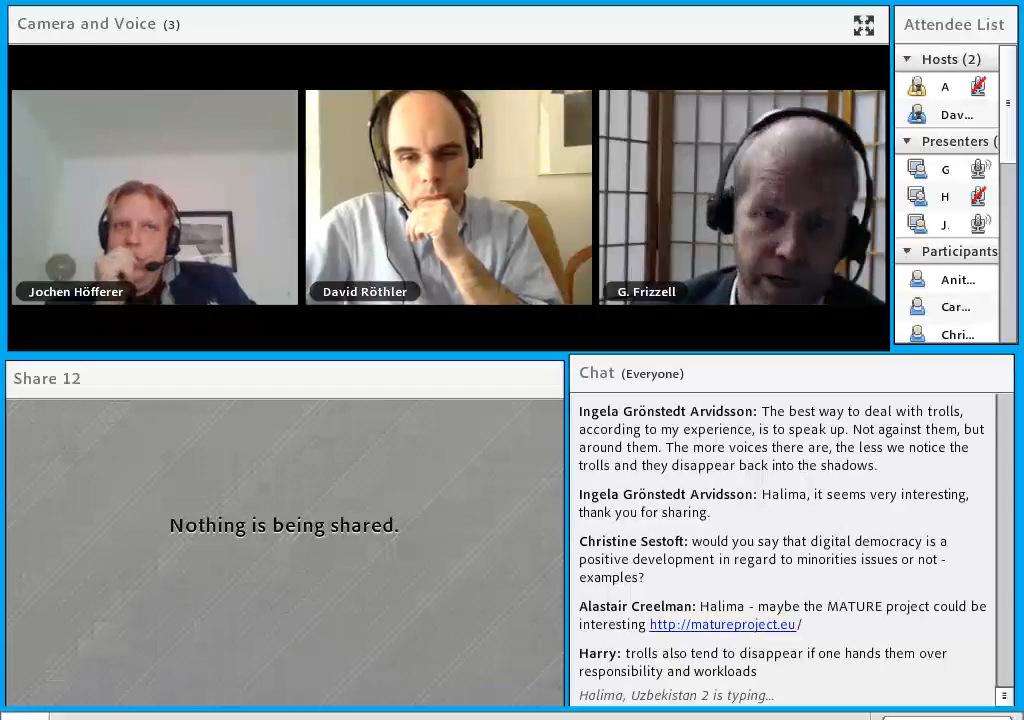 Camera and Voice (3)
Jochen Höfferer
David Röthler
G. Frizzell
Attendee List
Hosts (2)
A
Dav...
Presenters (
G
H
J.
Participants
Anit...
Car...
Chri...
Share 12
Nothing is being shared.
Chat (Everyone)
Ingela Grönstedt Arvidsson: The best way to deal with trolls,
according to my experience, is to speak up. Not against them, but
around them. The more voices there are, the less we notice the
trolls and they disappear back into the shadows.
Ingela Grönstedt Arvidsson: Halima, it seems very interesting,
thank you for sharing.
Christine Sestoft: would you say that digital democracy is a
positive development in regard to minorities issues or not -
examples?
Alastair Creelman: Halima - maybe the MATURE project could be
interesting http://matureproject.eu/
Harry: trolls also tend to disappear if one hands them over
responsibility and workloads
Halima, Uzbekistan 2 is typing...